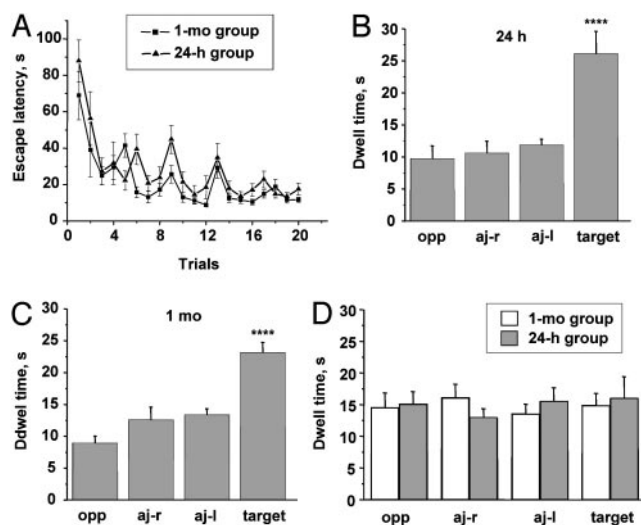 A
1-mo group
24-h group
Escape latency, s
100
80
60
40
20
0
0 4 8 12 16 20
Trials
B
24 h
****
Dwell time, s
30
25
20
15
10
5
0
opp aj-r aj-l target
C
1 mo
****
Ddwel time, s
30
25
20
15
10
5
0
opp aj-r aj-l target
D
1-mo group
24-h group
Dwell time, s
30
25
20
15
10
5
0
opp aj-r aj-l target